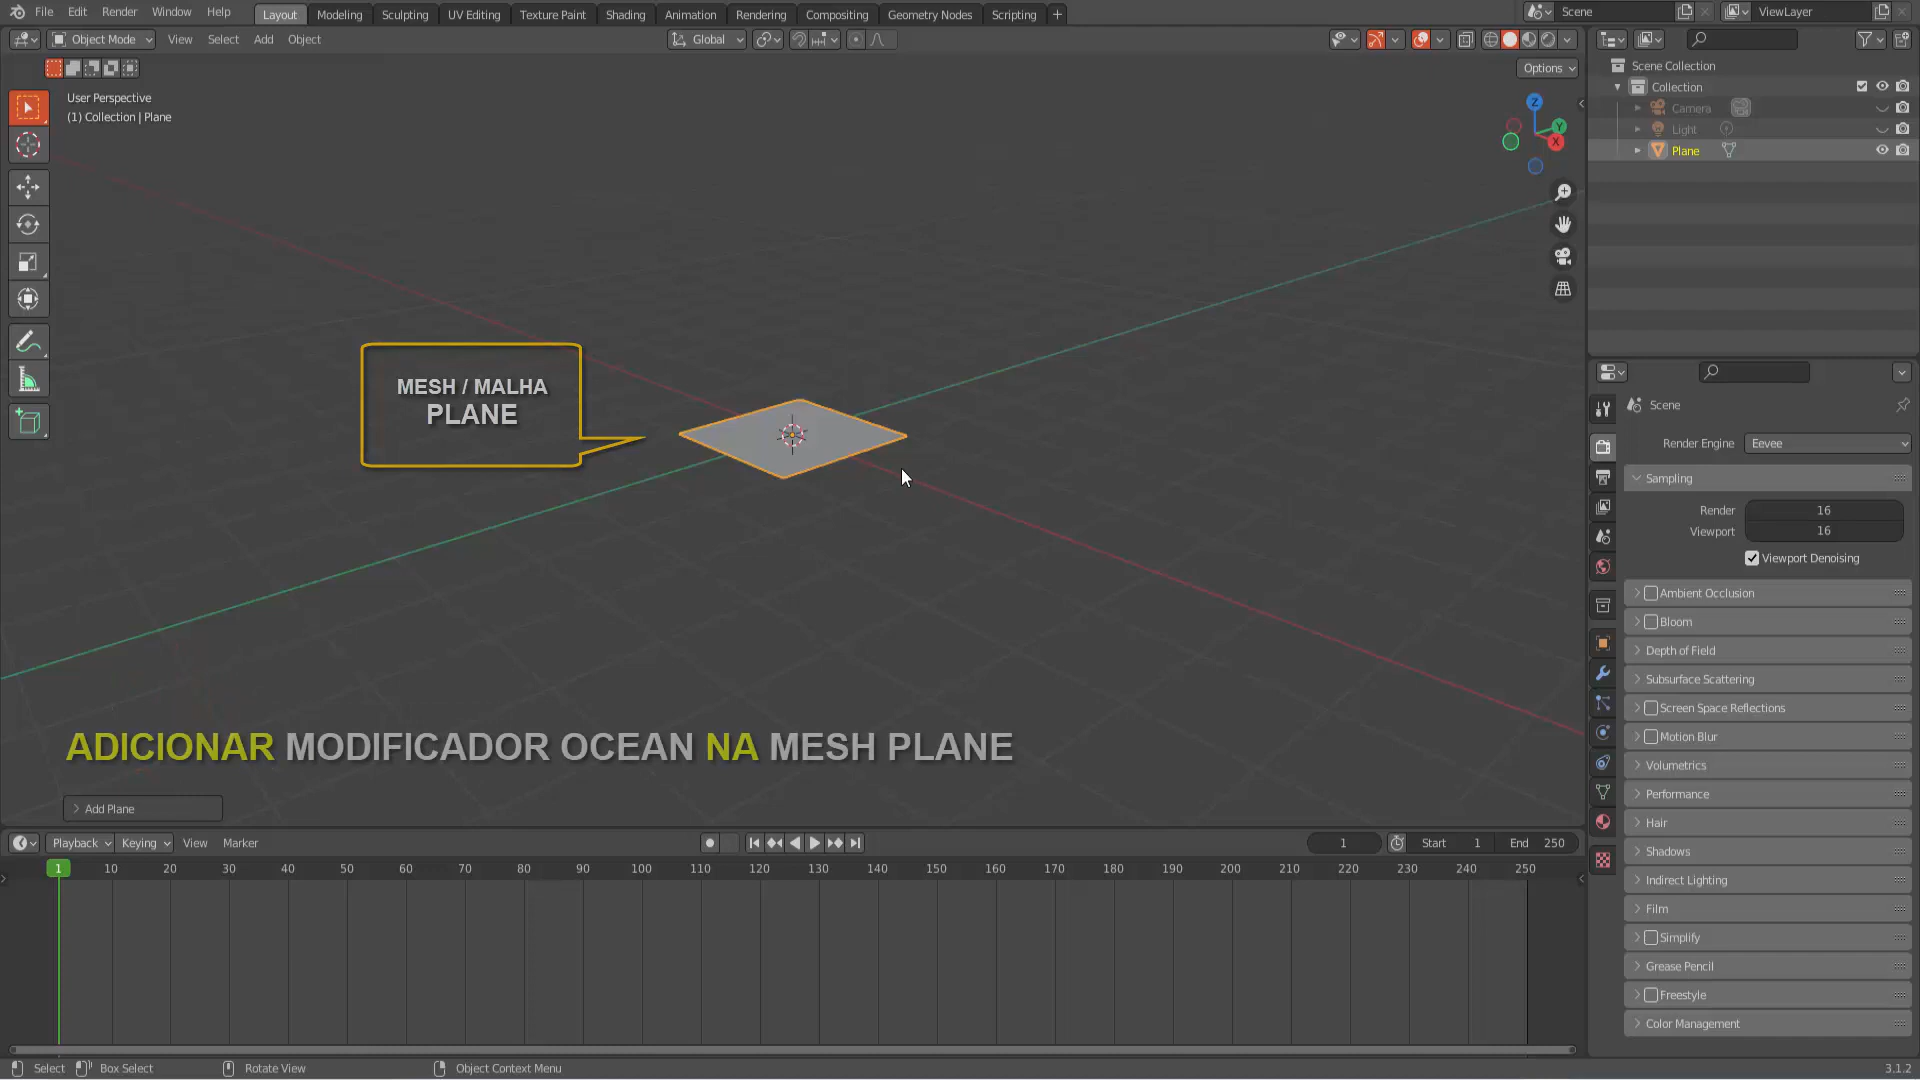 File Edit Render Window Help Layout Modeling Sculpting UV Editing Texture Paint Shading Animation Rendering Compositing Geometry Nodes Scripting + Scene ViewLayer
Object Mode View Select Add Object Global
Options
User Perspective
(1) Collection | Plane
Z
Y
X
Scene Collection
Collection
Camera
Light
Plane
MESH / MALHA
PLANE
ADICIONAR MODIFICADOR OCEAN NA MESH PLANE
Add Plane
Scene
Render Engine Eevee
Sampling
Render 16
Viewport 16
Viewport Denoising
Ambient Occlusion
Bloom
Depth of Field
Subsurface Scattering
Screen Space Reflections
Motion Blur
Volumetrics
Performance
Hair
Shadows
Indirect Lighting
Film
Simplify
Grease Pencil
Freestyle
Color Management
Playback Keying View Marker 1 Start 1 End 250
1 10 20 30 40 50 60 70 80 90 100 110 120 130 140 150 160 170 180 190 200 210 220 230 240 250
Select Box Select Rotate View Object Context Menu 3.1.2